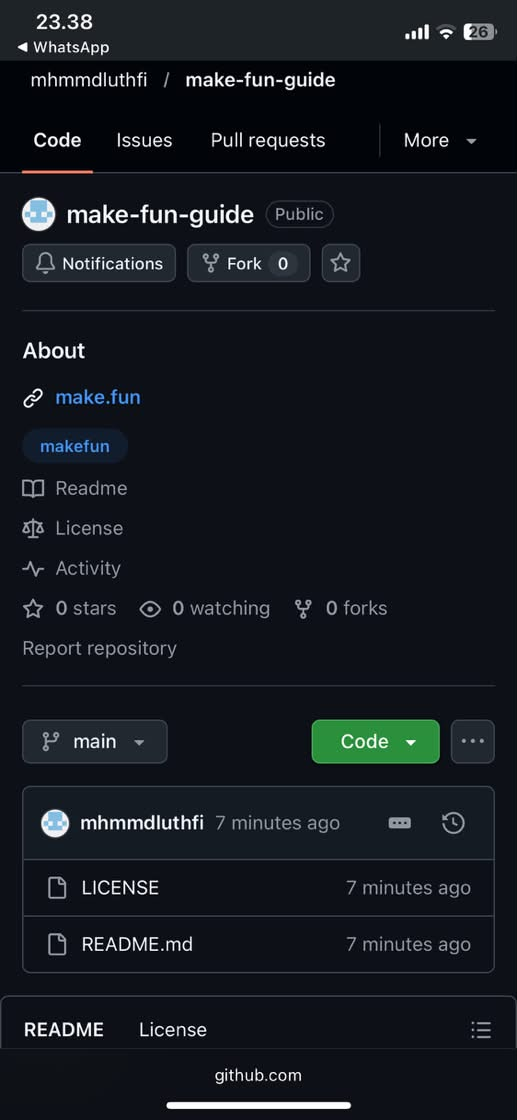 23.38
26
◀ WhatsApp
mhmmdluthfi / make-fun-guide
Code Issues Pull requests More
make-fun-guide Public
Notifications Fork 0
About
make.fun
makefun
Readme
License
Activity
0 stars 0 watching 0 forks
Report repository
main Code
mhmmdluthfi 7 minutes ago
LICENSE 7 minutes ago
README.md 7 minutes ago
README License
github.com